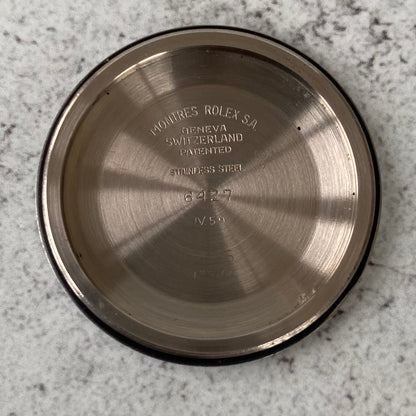 MONTRES ROLEX S.A.
GENEVA
SWITZERLAND
PATENTED
STAINLESS STEEL
6427
IV 59